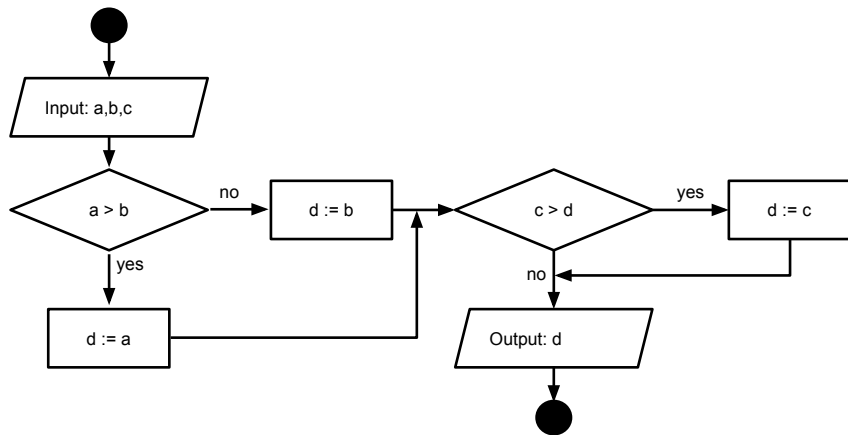 Input: a,b,c
a > b
no
d := b
yes
d := a
c > d
yes
d := c
no
Output: d